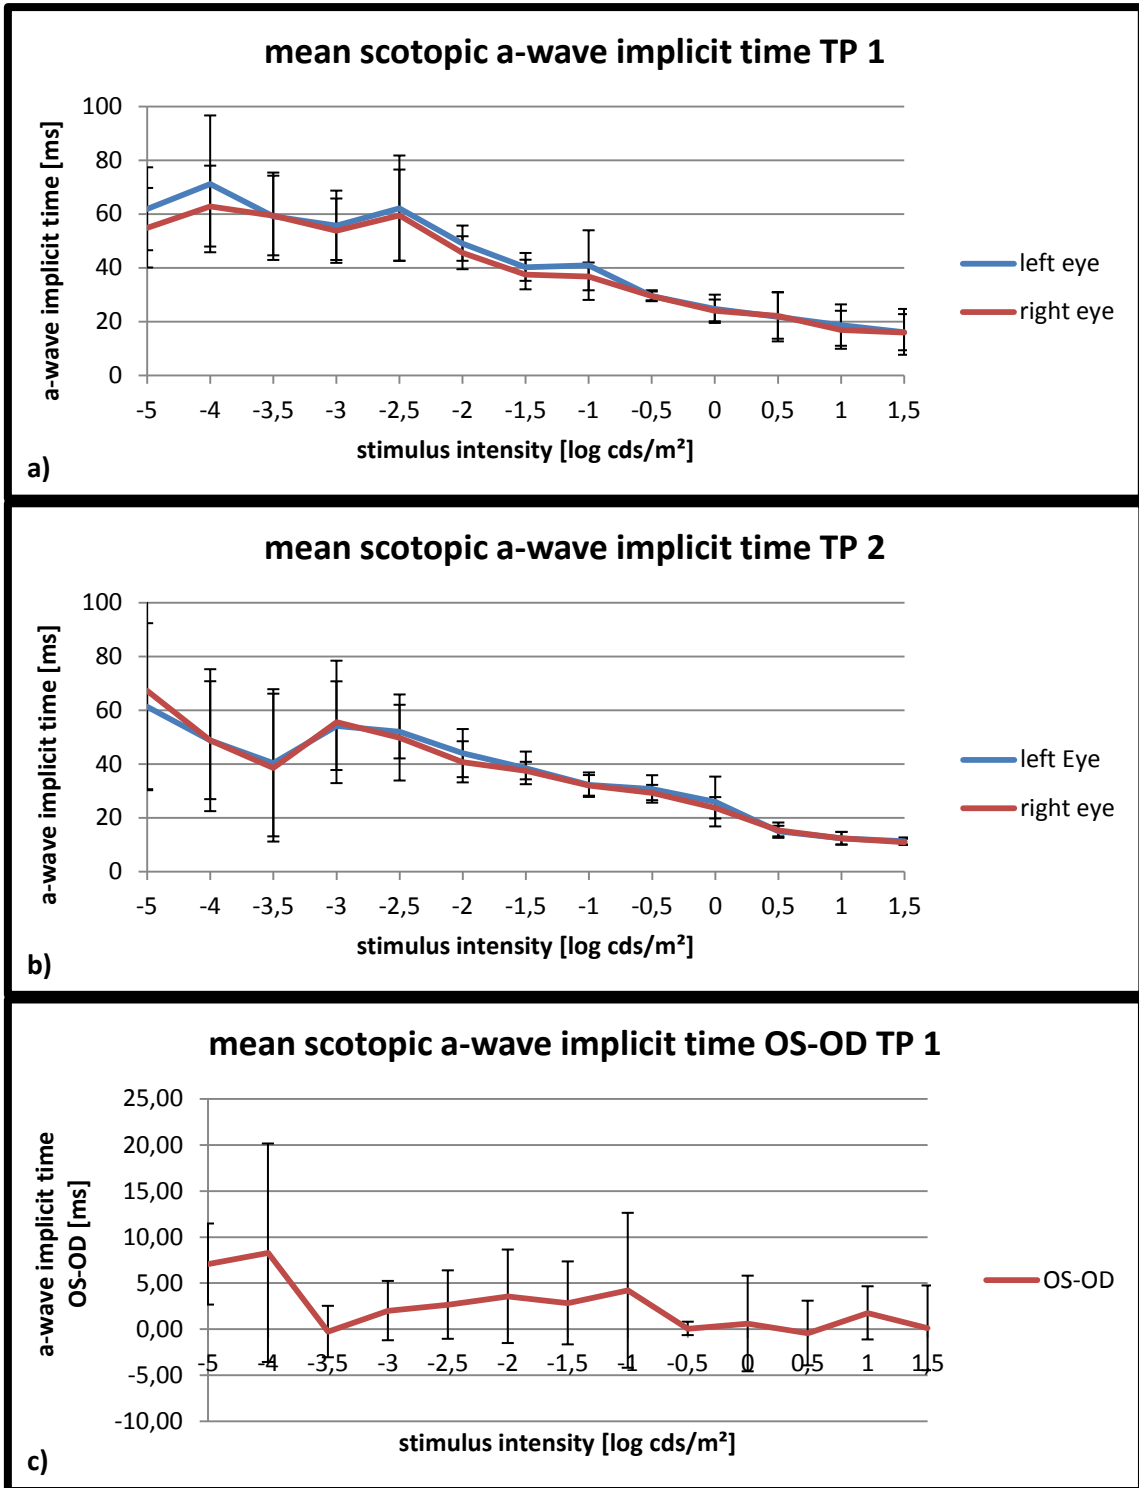 mean scotopic a-wave implicit time TP 1
a-wave implicit time [ms]
100
80
60
40
20
0
-5 -4 -3,5 -3 -2,5 -2 -1,5 -1 -0,5 0 0,5 1 1,5
stimulus intensity [log cds/m²]
left eye
right eye
a)
mean scotopic a-wave implicit time TP 2
a-wave implicit time [ms]
100
80
60
40
20
0
-5 -4 -3,5 -3 -2,5 -2 -1,5 -1 -0,5 0 0,5 1 1,5
stimulus intensity [log cds/m²]
left Eye
right eye
b)
mean scotopic a-wave implicit time OS-OD TP 1
a-wave implicit time
OS-OD [ms]
25,00
20,00
15,00
10,00
5,00
0,00
-5,00
-10,00
-5 -4 -3,5 -3 -2,5 -2 -1,5 -1 -0,5 0 0,5 1 1,5
stimulus intensity [log cds/m²]
OS-OD
c)